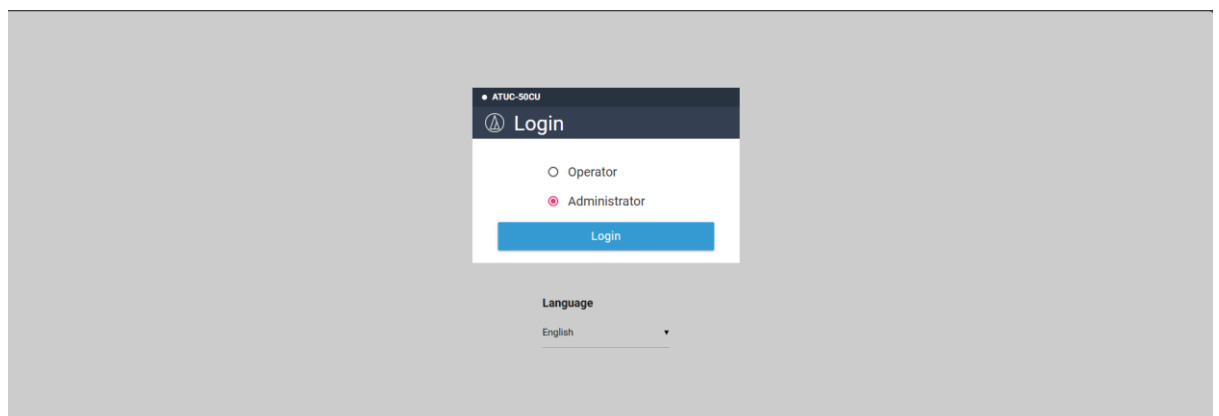 ATUC-50CU
Login
Operator
Administrator
Login
Language
English